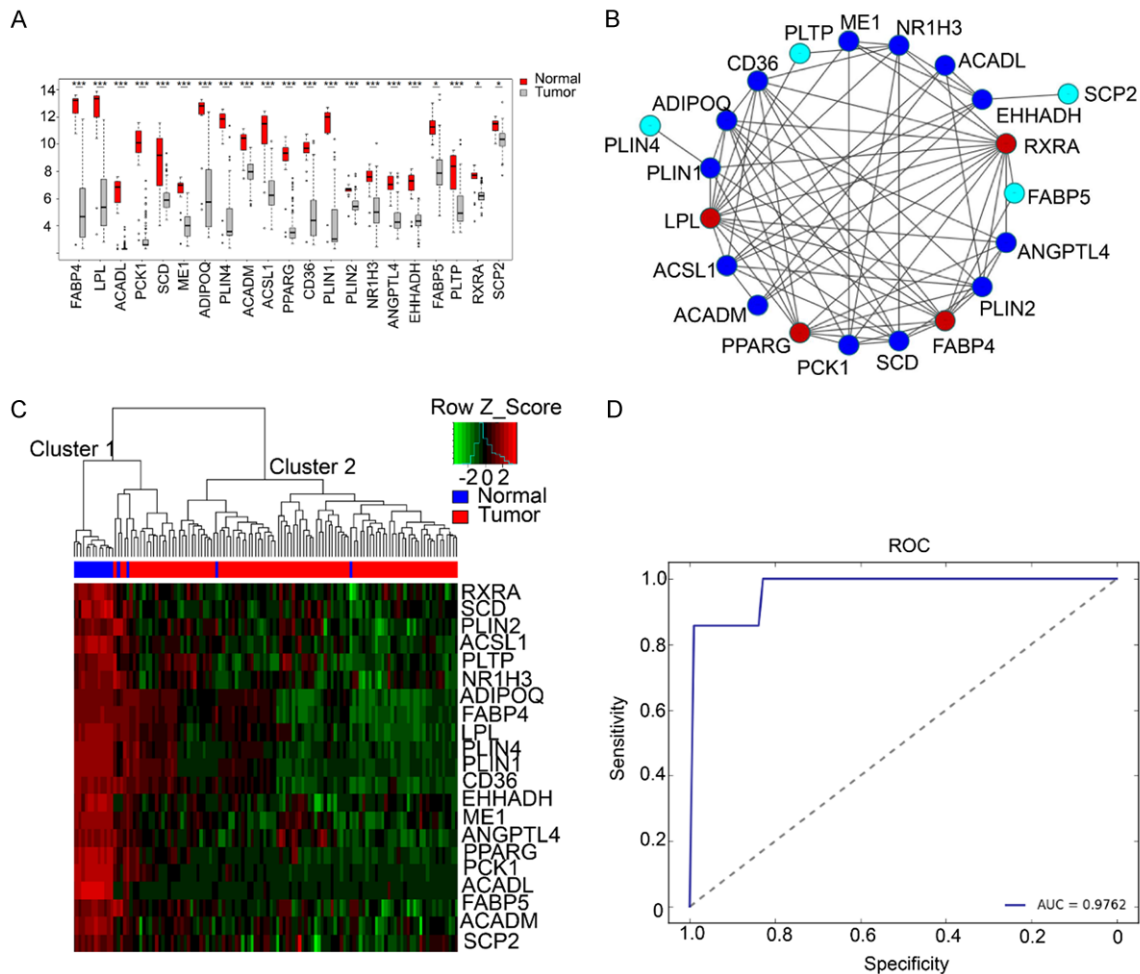 A
*** *** *** *** *** *** *** *** *** *** *** *** *** *** *** *** *** * *** * *
Normal
Tumor
14
12
10
8
6
4
FABP4
LPL
ACADL
PCK1
SCD
ME1
ADIPOQ
PLIN4
ACADM
ACSL1
PPARG
CD36
PLIN1
PLIN2
NR1H3
ANGPTL4
EHHADH
FABP5
PLTP
RXRA
SCP2
B
ME1
NR1H3
PLTP
ACADL
CD36
SCP2
EHHADH
ADIPOQ
PLIN4
RXRA
PLIN1
FABP5
LPL
ANGPTL4
ACSL1
PLIN2
ACADM
FABP4
PPARG
SCD
PCK1
C
Row Z_Score
Cluster 1
Cluster 2
-2 0 2
Normal
Tumor
RXRA
SCD
PLIN2
ACSL1
PLTP
NR1H3
ADIPOQ
FABP4
LPL
PLIN4
PLIN1
CD36
EHHADH
ME1
ANGPTL4
PPARG
PCK1
ACADL
FABP5
ACADM
SCP2
D
ROC
1.0
0.8
0.6
0.4
0.2
0
Sensitivity
AUC = 0.9762
1.0 0.8 0.6 0.4 0.2 0
Specificity